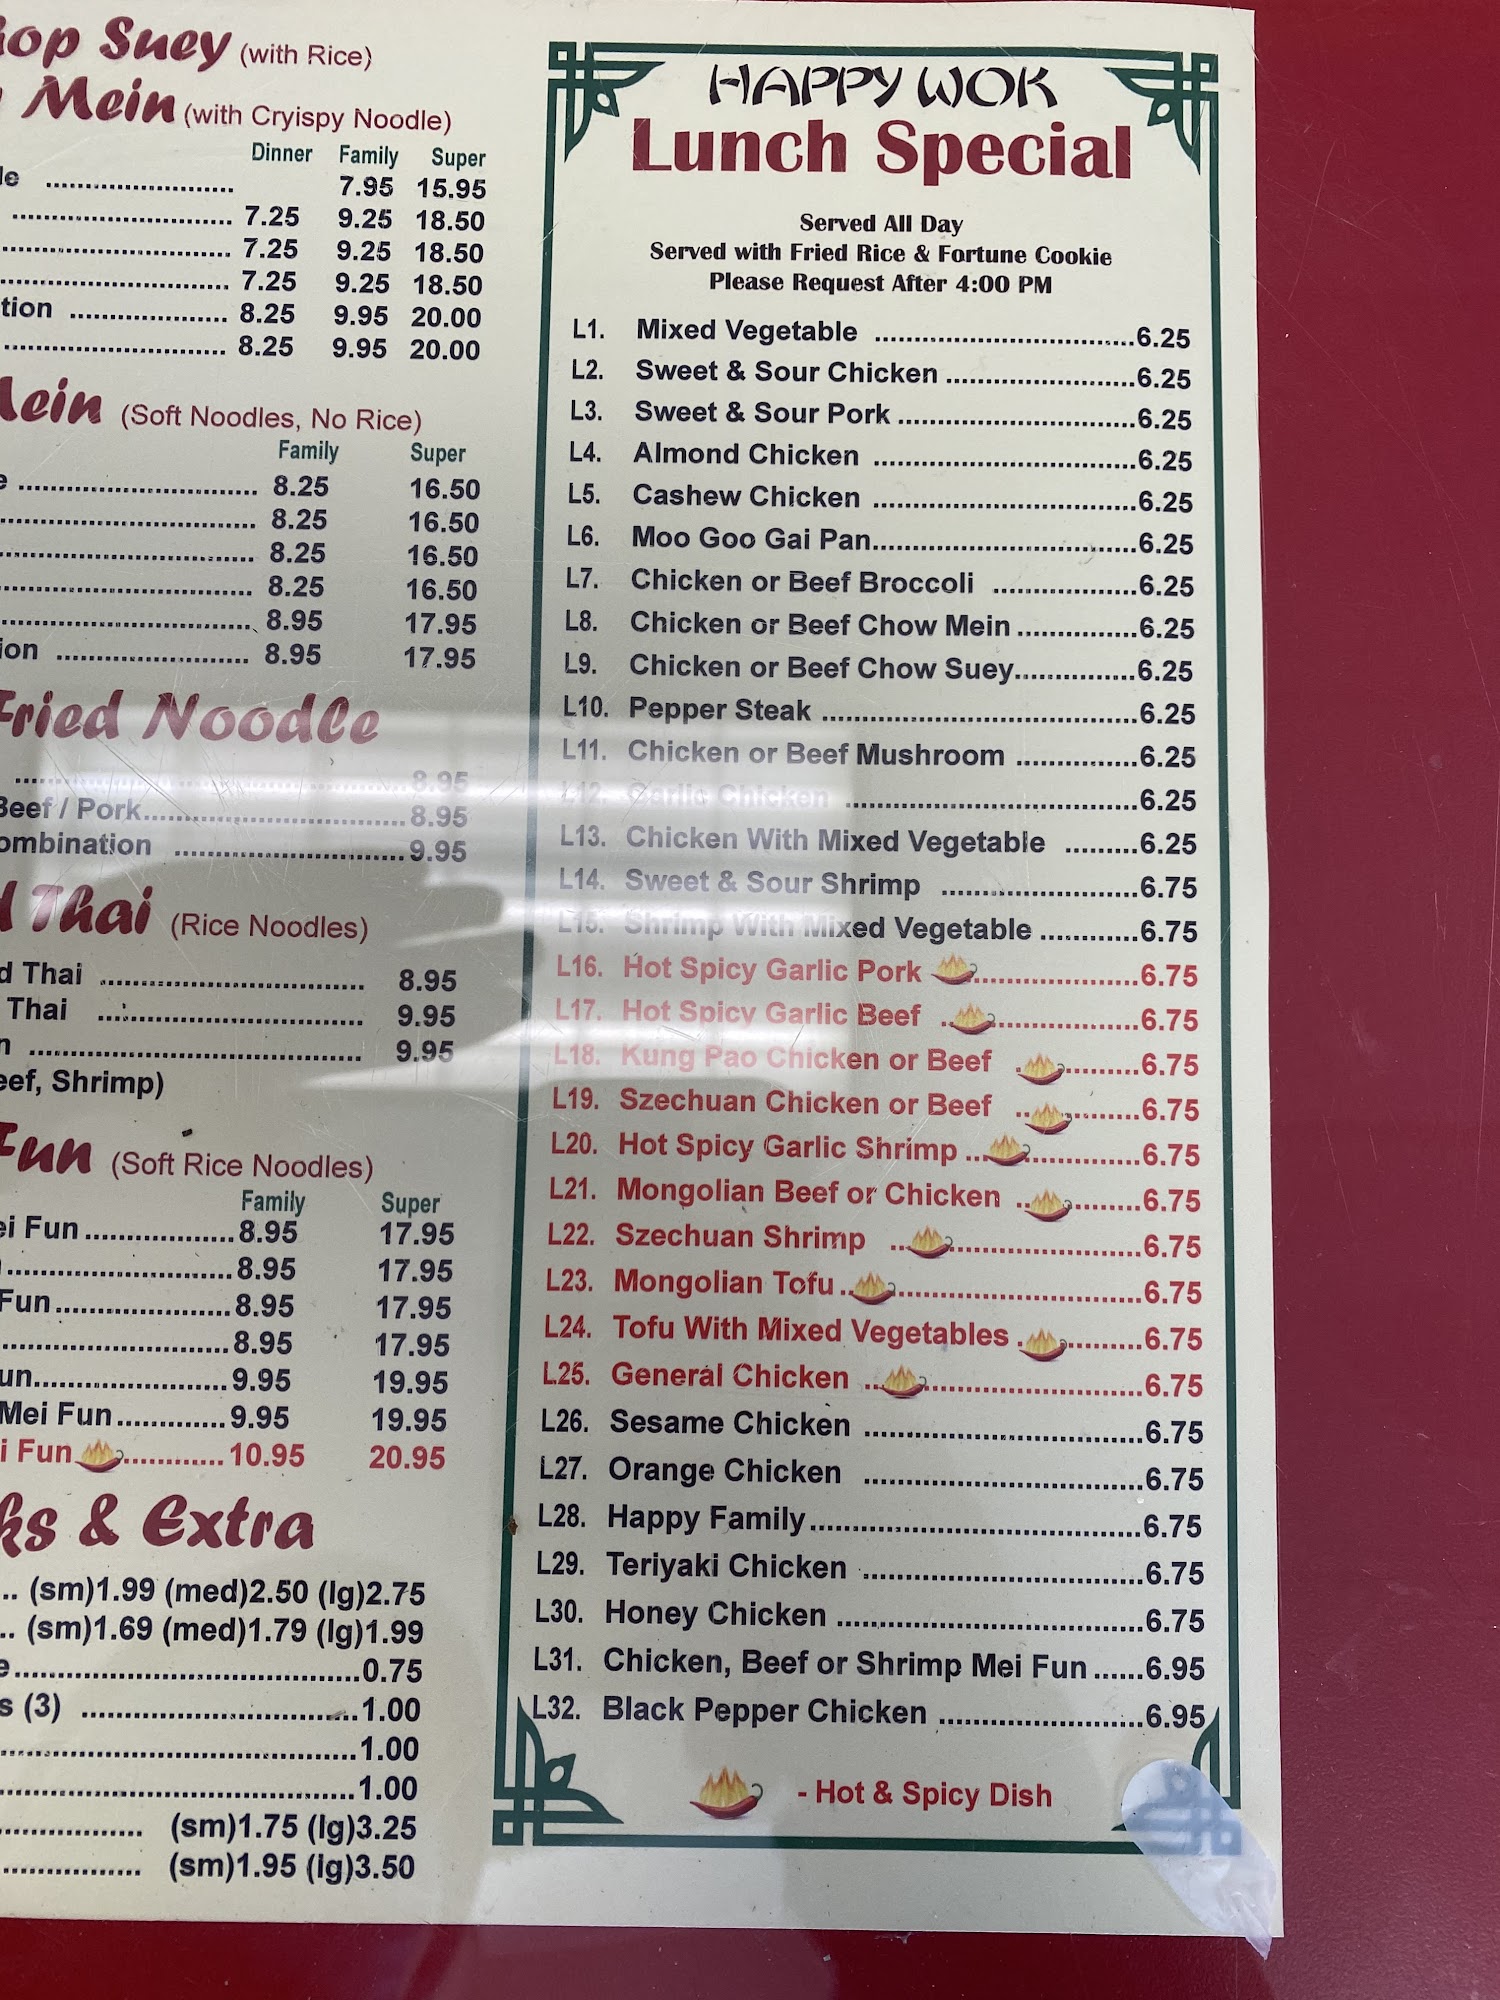 Suey (with Rice)
Mein (with Cryispy Noodle)
Dinner Family Super
7.95 15.95
7.25 9.25 18.50
7.25 9.25 18.50
7.25 9.25 18.50
tion 8.25 9.95 20.00
8.25 9.95 20.00
Mein (Soft Noodles, No Rice)
Family Super
e 8.25 16.50
8.25 16.50
8.25 16.50
8.25 16.50
8.95 17.95
ion 8.95 17.95
Fried Noodle
8.95
Beef / Pork 8.95
ombination 9.95
Thai (Rice Noodles)
d Thai 8.95
Thai 9.95
n 9.95
eef, Shrimp)
Fun (Soft Rice Noodles)
Family Super
ei Fun 8.95 17.95
8.95 17.95
Fun 8.95 17.95
8.95 17.95
un 9.95 19.95
Mei Fun 9.95 19.95
i Fun 10.95 20.95
ks & Extra
(sm)1.99 (med)2.50 (lg)2.75
(sm)1.69 (med)1.79 (lg)1.99
e 0.75
s (3) 1.00
1.00
1.00
(sm)1.75 (lg)3.25
(sm)1.95 (lg)3.50
HAPPY WOK
Lunch Special
Served All Day
Served with Fried Rice & Fortune Cookie
Please Request After 4:00 PM
L1. Mixed Vegetable 6.25
L2. Sweet & Sour Chicken 6.25
L3. Sweet & Sour Pork 6.25
L4. Almond Chicken 6.25
L5. Cashew Chicken 6.25
L6. Moo Goo Gai Pan 6.25
L7. Chicken or Beef Broccoli 6.25
L8. Chicken or Beef Chow Mein 6.25
L9. Chicken or Beef Chow Suey 6.25
L10. Pepper Steak 6.25
L11. Chicken or Beef Mushroom 6.25
L12. Garlic Chicken 6.25
L13. Chicken With Mixed Vegetable 6.25
L14. Sweet & Sour Shrimp 6.75
L15. Shrimp With Mixed Vegetable 6.75
L16. Hot Spicy Garlic Pork 6.75
L17. Hot Spicy Garlic Beef 6.75
L18. Kung Pao Chicken or Beef 6.75
L19. Szechuan Chicken or Beef 6.75
L20. Hot Spicy Garlic Shrimp 6.75
L21. Mongolian Beef or Chicken 6.75
L22. Szechuan Shrimp 6.75
L23. Mongolian Tofu 6.75
L24. Tofu With Mixed Vegetables 6.75
L25. General Chicken 6.75
L26. Sesame Chicken 6.75
L27. Orange Chicken 6.75
L28. Happy Family 6.75
L29. Teriyaki Chicken 6.75
L30. Honey Chicken 6.75
L31. Chicken, Beef or Shrimp Mei Fun 6.95
L32. Black Pepper Chicken 6.95
- Hot & Spicy Dish